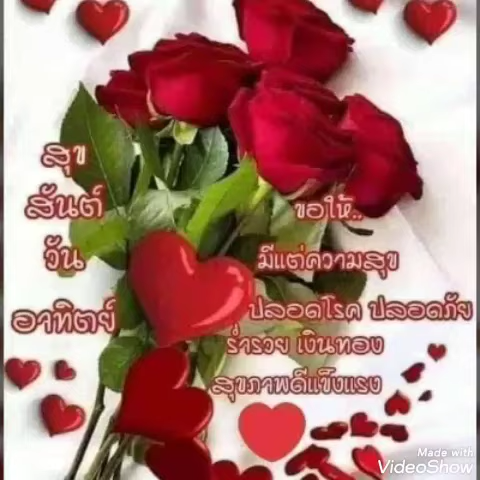 สุข
สันต์
วัน
อาทิตย์
ขอให้..
มีแต่ความสุข
ปลอดโรค ปลอดภัย
ร่ำรวย เงินทอง
สุขภาพดีแข็งแรง
Made with
VideoShow